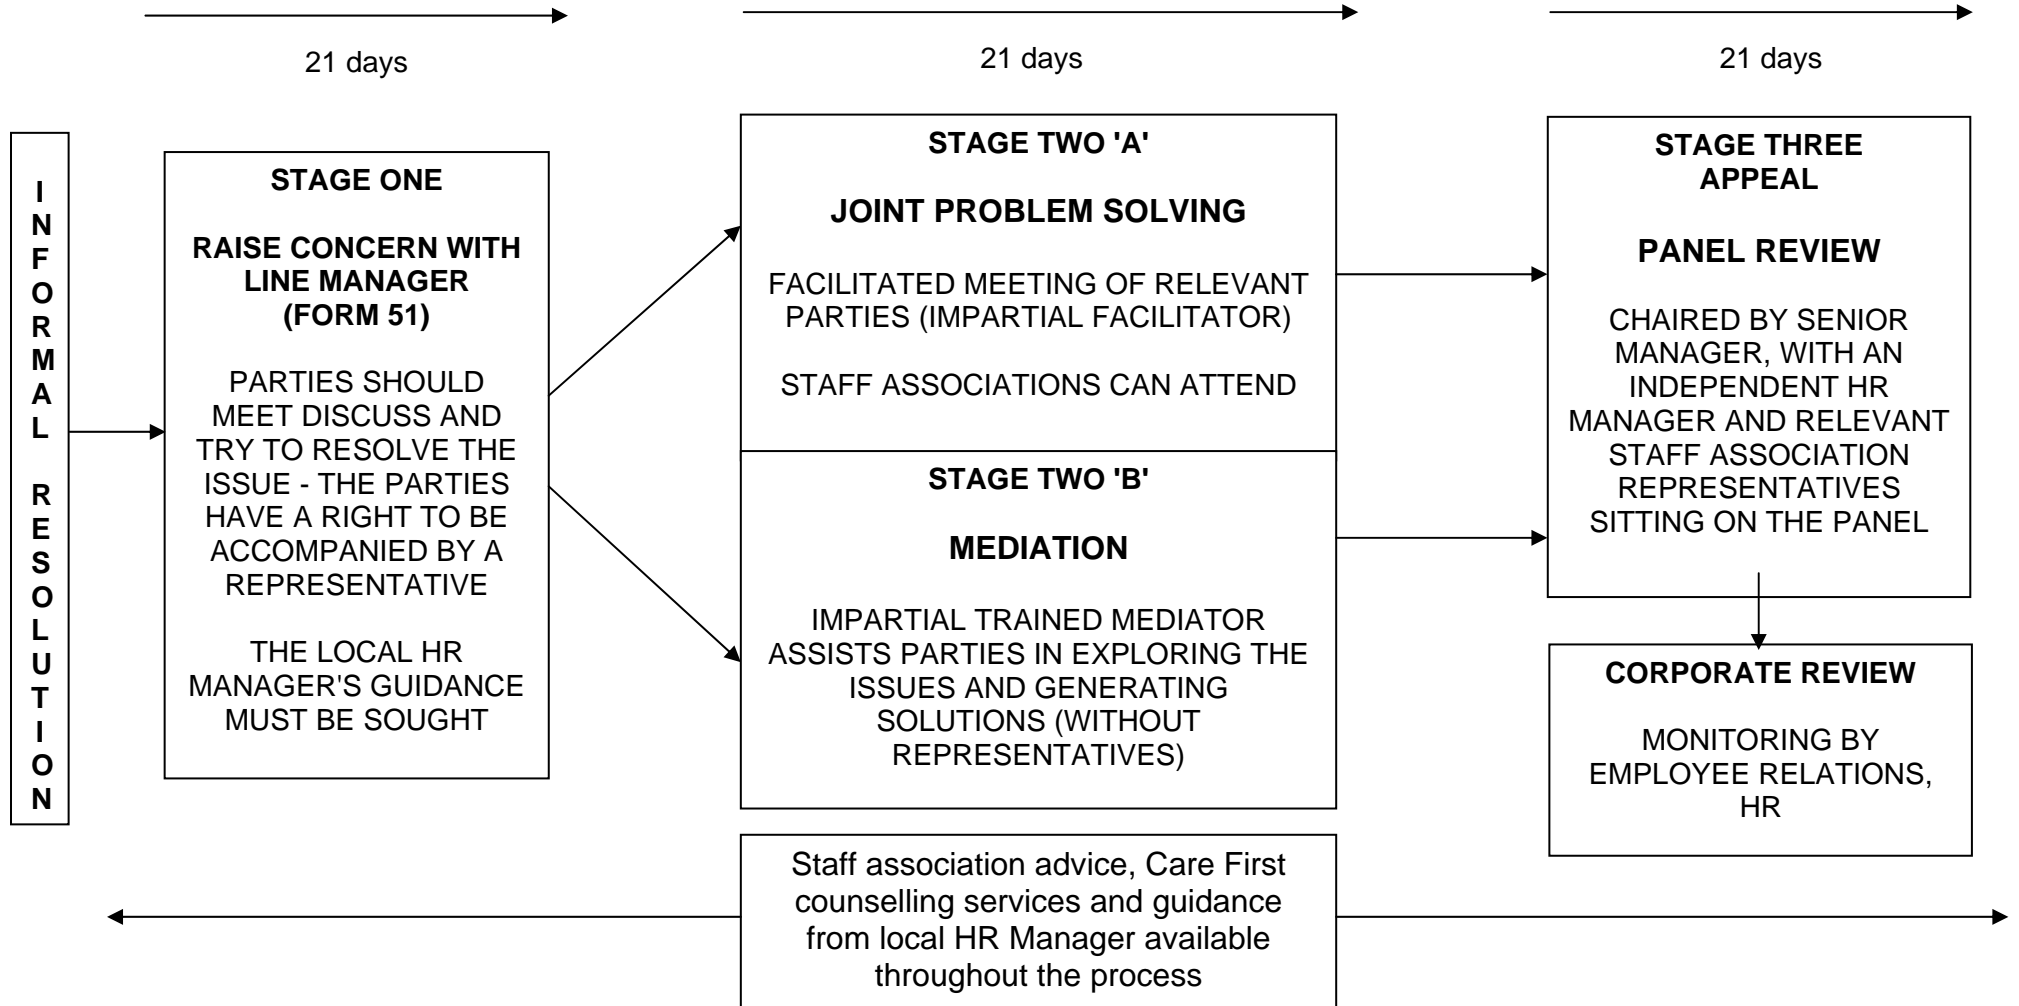 21 days
21 days
21 days
INFORMAL RESOLUTION
STAGE ONE
RAISE CONCERN WITH
LINE MANAGER
(FORM 51)
PARTIES SHOULD
MEET DISCUSS AND
TRY TO RESOLVE THE
ISSUE - THE PARTIES
HAVE A RIGHT TO BE
ACCOMPANIED BY A
REPRESENTATIVE
THE LOCAL HR
MANAGER'S GUIDANCE
MUST BE SOUGHT
STAGE TWO 'A'
JOINT PROBLEM SOLVING
FACILITATED MEETING OF RELEVANT
PARTIES (IMPARTIAL FACILITATOR)
STAFF ASSOCIATIONS CAN ATTEND
STAGE TWO 'B'
MEDIATION
IMPARTIAL TRAINED MEDIATOR
ASSISTS PARTIES IN EXPLORING THE
ISSUES AND GENERATING
SOLUTIONS (WITHOUT
REPRESENTATIVES)
STAGE THREE
APPEAL
PANEL REVIEW
CHAIRED BY SENIOR
MANAGER, WITH AN
INDEPENDENT HR
MANAGER AND RELEVANT
STAFF ASSOCIATION
REPRESENTATIVES
SITTING ON THE PANEL
CORPORATE REVIEW
MONITORING BY
EMPLOYEE RELATIONS,
HR
Staff association advice, Care First
counselling services and guidance
from local HR Manager available
throughout the process